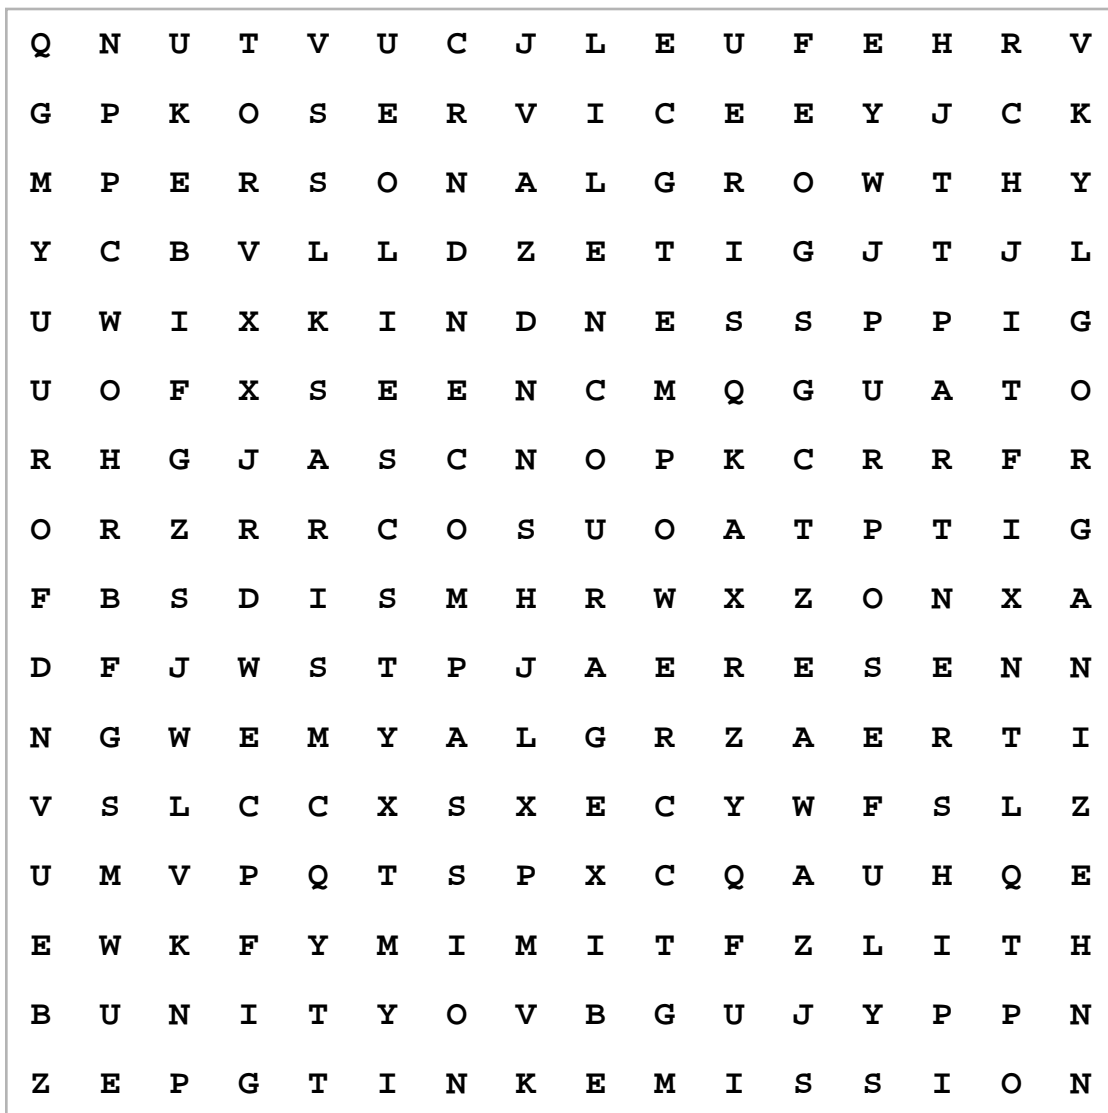 Q N U T V U C J L E U F E H R V
G P K O S E R V I C E E Y J C K
M P E R S O N A L G R O W T H Y
Y C B V L L D Z E T I G J T J L
U W I X K I N D N E S S P P I G
U O F X S E E N C M Q G U A T O
R H G J A S C N O P K C R R F R
O R Z R R C O S U O A T P T I G
F B S D I S M H R W X Z O N X A
D F J W S T P J A E R E S E N N
N G W E M Y A L G R Z A E R T I
V S L C C X S X E C Y W F S L Z
U M V P Q T S P X C Q A U H Q E
E W K F Y M I M I T F Z L I T H
B U N I T Y O V B G U J Y P P N
Z E P G T I N K E M I S S I O N